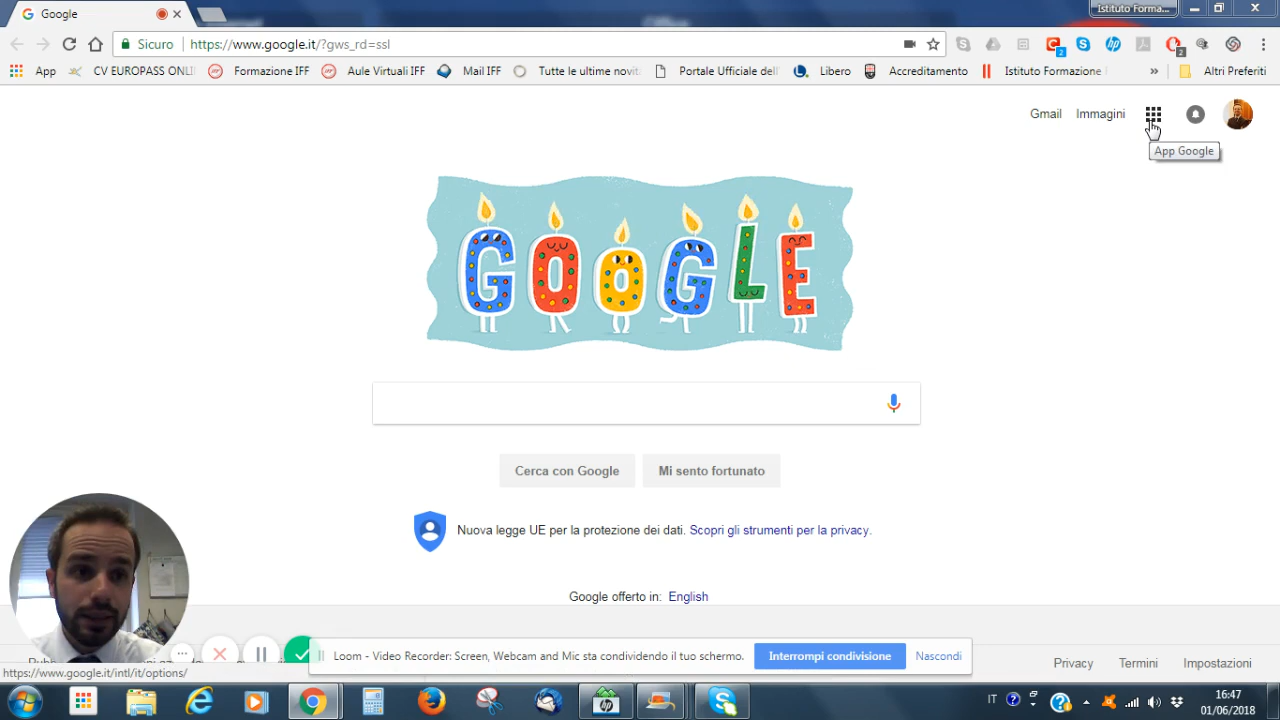 Google
Istituto Forma...
Sicuro
https://www.google.it/?gws_rd=ssl
App
CV EUROPASS ONLI
Formazione IFF
Aule Virtuali IFF
Mail IFF
Tutte le ultime novità
Portale Ufficiale dell'
Libero
Accreditamento
Istituto Formazione
»
Altri Preferiti
2
2
Gmail
Immagini
App Google
GOOGLE
Cerca con Google
Mi sento fortunato
Nuova legge UE per la protezione dei dati. Scopri gli strumenti per la privacy.
Google offerto in: English
Loom - Video Recorder: Screen, Webcam and Mic sta condividendo il tuo schermo.
Interrompi condivisione
Nascondi
Privacy
Termini
Impostazioni
https://www.google.it/intl/it/options/
IT
16:47
01/06/2018